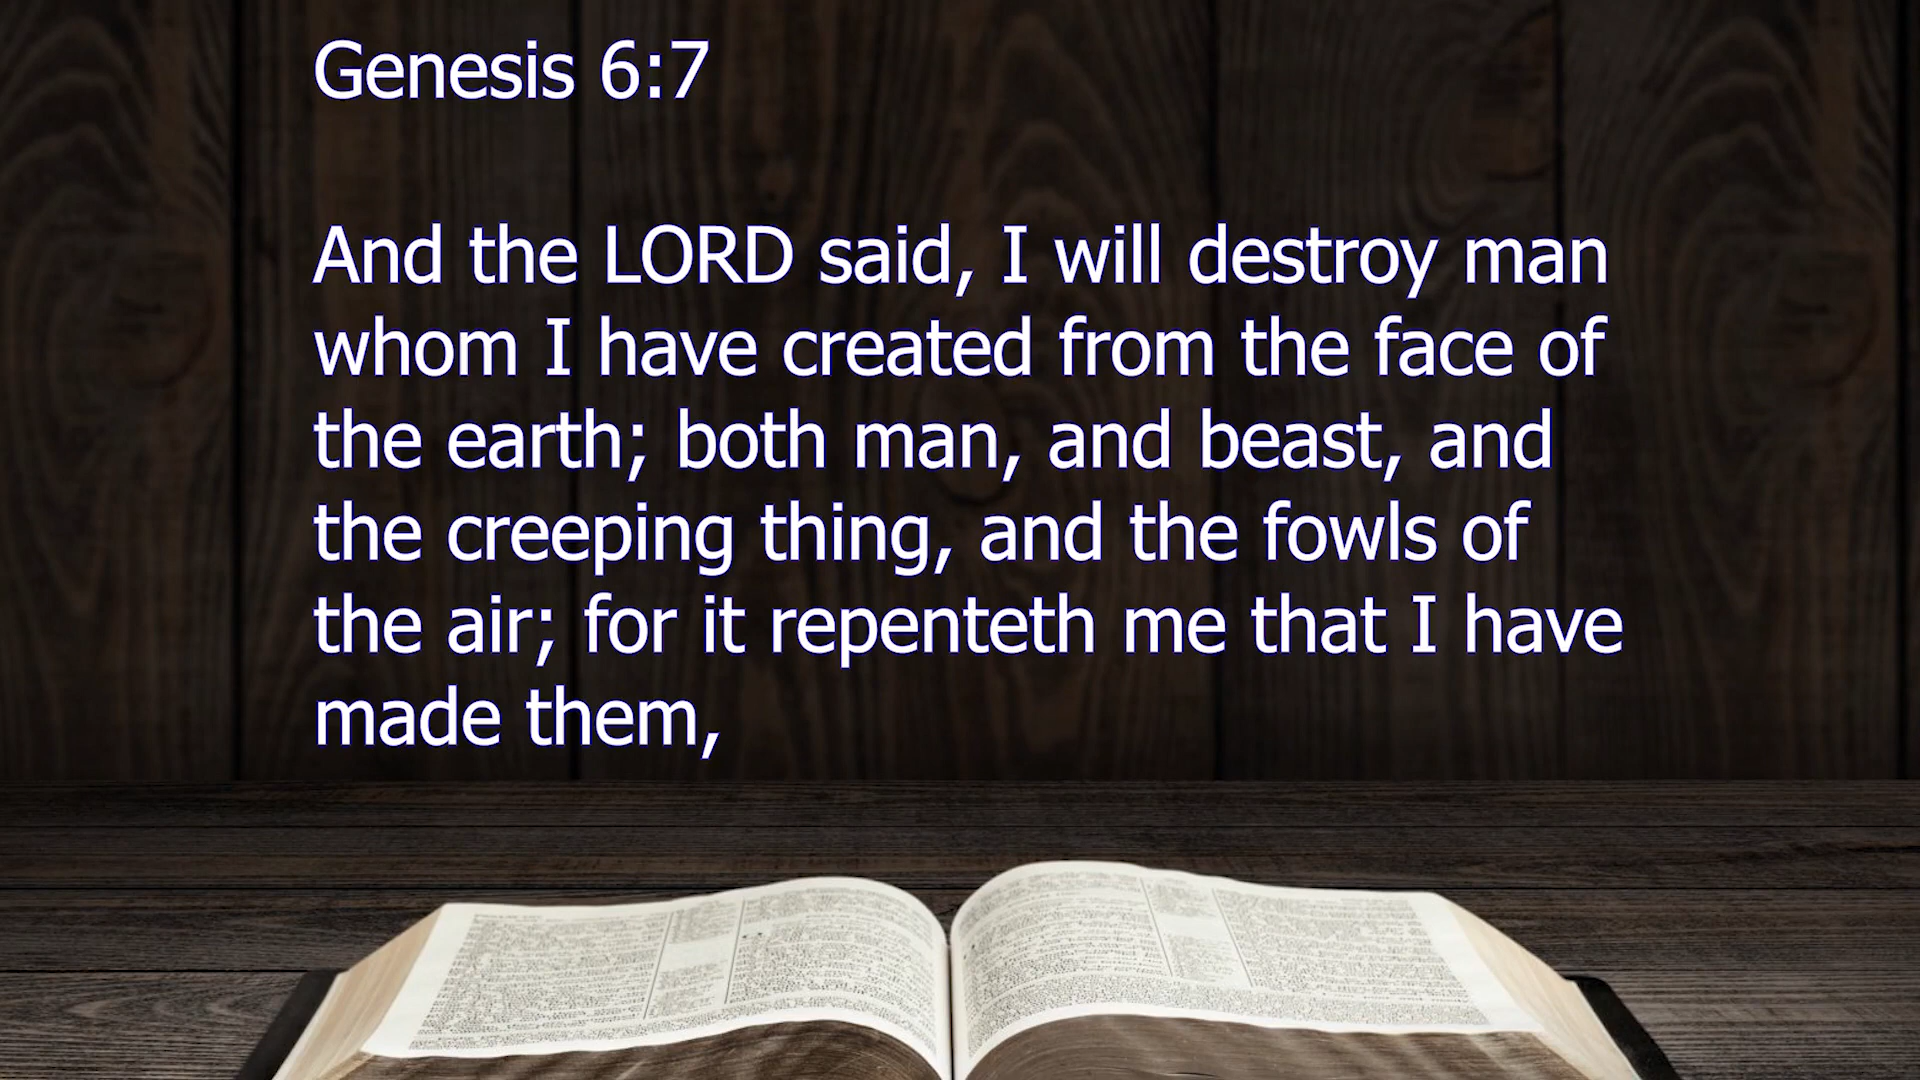 Genesis 6:7
And the LORD said, I will destroy man
whom I have created from the face of
the earth; both man, and beast, and
the creeping thing, and the fowls of
the air; for it repenteth me that I have
made them,